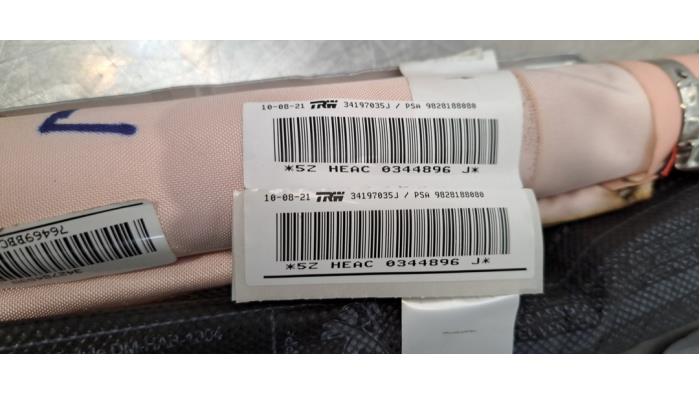 10-08-21 TRW 34197035J / PSA 9828188080
*5Z HEAC 0344896 J*
10-08-21 TRW 34197035J / PSA 9828188080
*5Z HEAC 0344896 J*
76469BBC